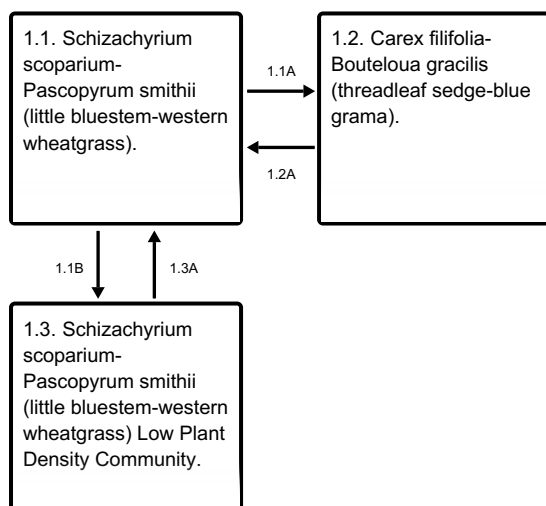 1.1. Schizachyrium
scoparium-
Pascopyrum smithii
(little bluestem-western
wheatgrass).
1.1A
1.2. Carex filifolia-
Bouteloua gracilis
(threadleaf sedge-blue
grama).
1.2A
1.1B
1.3A
1.3. Schizachyrium
scoparium-
Pascopyrum smithii
(little bluestem-western
wheatgrass) Low Plant
Density Community.